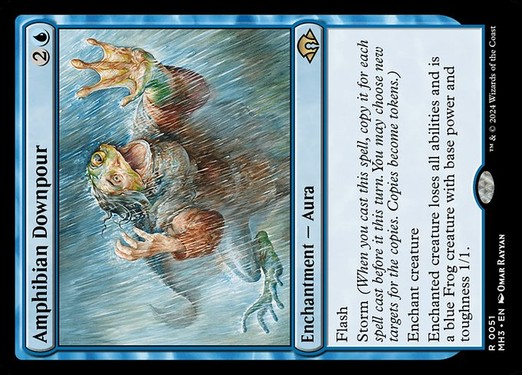 Amphibian Downpour 2
Enchantment — Aura
Flash
Storm (When you cast this spell, copy it for each
spell cast before it this turn. You may choose new
targets for the copies. Copies become tokens.)
Enchant creature
Enchanted creature loses all abilities and is
a blue Frog creature with base power and
toughness 1/1.
R 0051
MH3 • EN OMAR RAYYAN
™ & © 2024 Wizards of the Coast